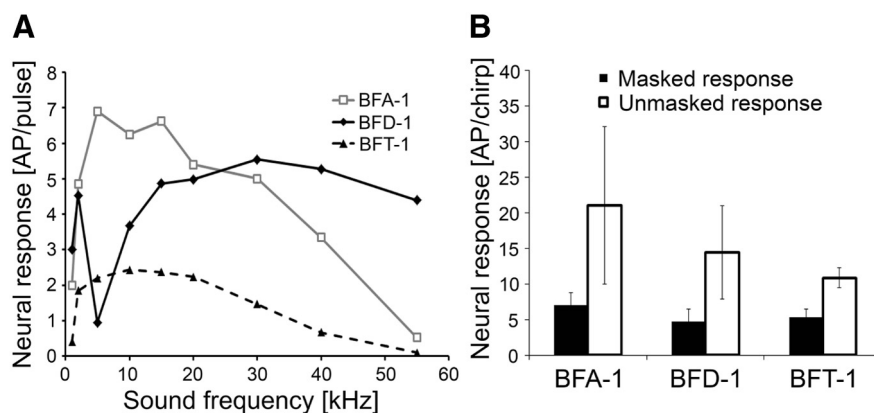 A
Neural response [AP/pulse]
8
7
6
5
4
3
2
1
0
0 10 20 30 40 50 60
Sound frequency [kHz]
BFA-1
BFD-1
BFT-1
B
Neural response [AP/chirp]
40
35
30
25
20
15
10
5
0
Masked response
Unmasked response
BFA-1 BFD-1 BFT-1